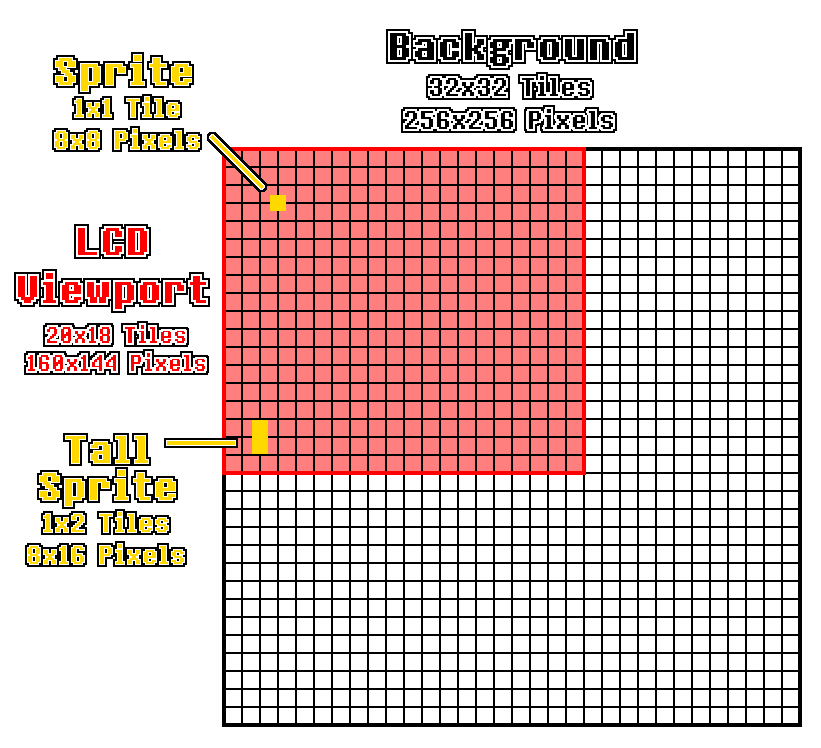 Background
32x32 Tiles
256x256 Pixels
Sprite
1x1 Tile
8x8 Pixels
LCD
Viewport
20x18 Tiles
160x144 Pixels
Tall
Sprite
1x2 Tiles
8x16 Pixels